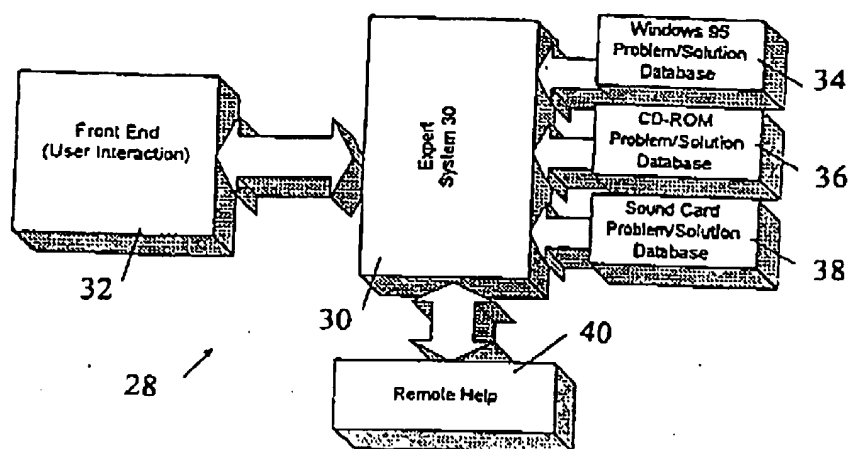 Front End
(User Interaction)
32
Expert
System 30
30
Windows 95
Problem/Solution
Database
34
CD-ROM
Problem/Solution
Database
36
Sound Card
Problem/Solution
Database
38
40
Remote Help
28